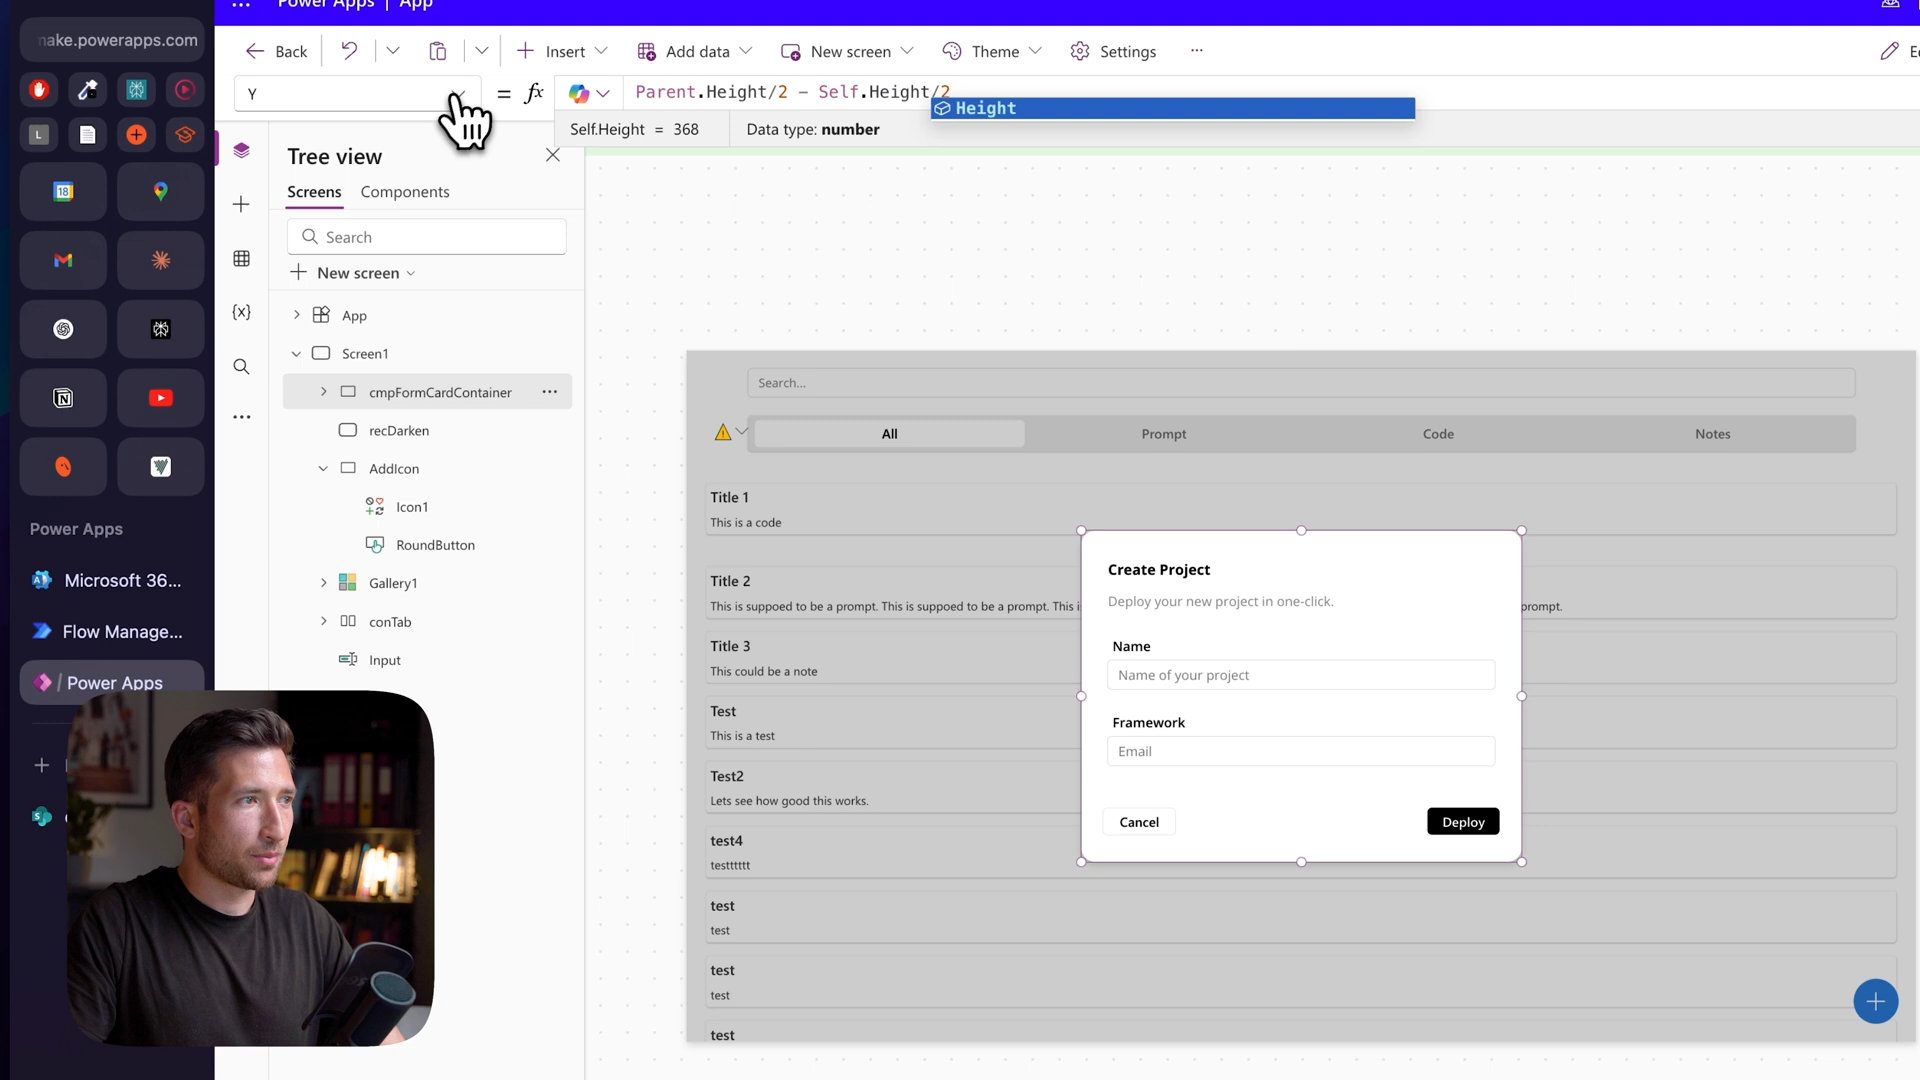 Power Apps | App
make.powerapps.com
Back
Insert
Add data
New screen
Theme
Settings
Y
= fx
Parent.Height/2 - Self.Height/2
Height
Self.Height = 368
Data type: number
L
18
Tree view
Screens
Components
Search
New screen
App
Screen1
cmpFormCardContainer
recDarken
AddIcon
Icon1
RoundButton
Gallery1
conTab
Input
{x}
Power Apps
Microsoft 36...
Flow Manage...
/ Power Apps
Search...
All
Prompt
Code
Notes
Title 1
This is a code
Title 2
This is suppoed to be a prompt. This is suppoed to be a prompt. This i
prompt.
Title 3
This could be a note
Test
This is a test
Test2
Lets see how good this works.
test4
testttttt
test
test
test
test
test
Create Project
Deploy your new project in one-click.
Name
Name of your project
Framework
Email
Cancel
Deploy